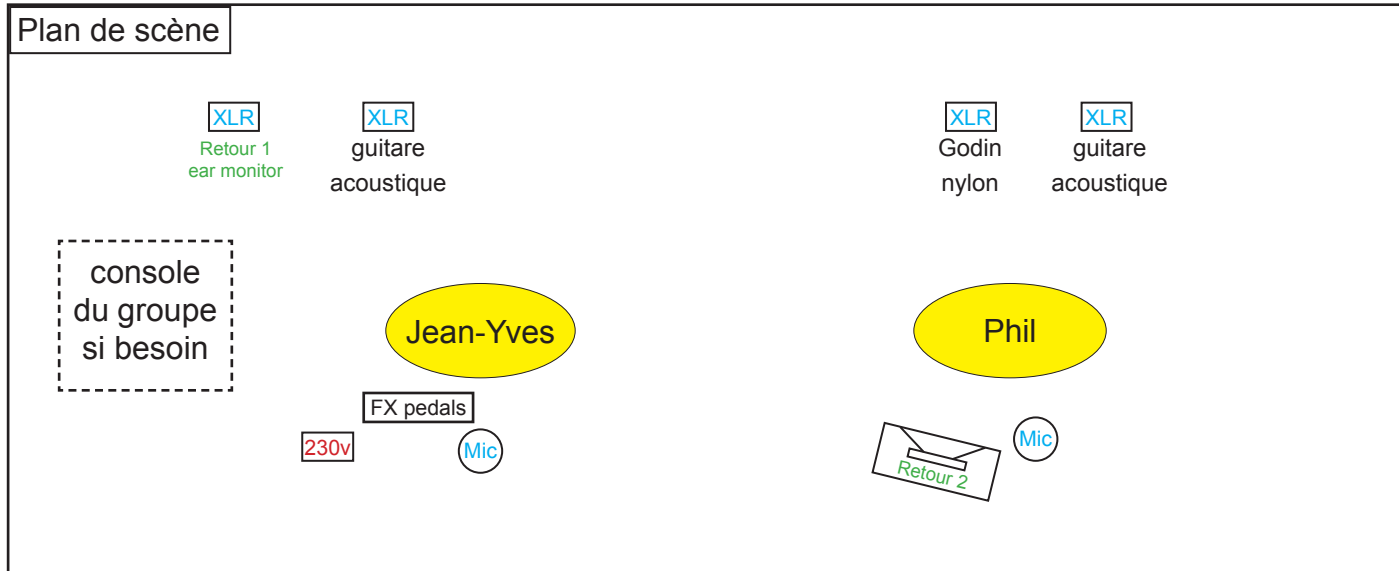 Plan de scène
XLR
Retour 1
ear monitor
XLR
guitare
acoustique
XLR
Godin
nylon
XLR
guitare
acoustique
console
du groupe
si besoin
Jean-Yves
Phil
FX pedals
230v
Mic
Retour 2
Mic